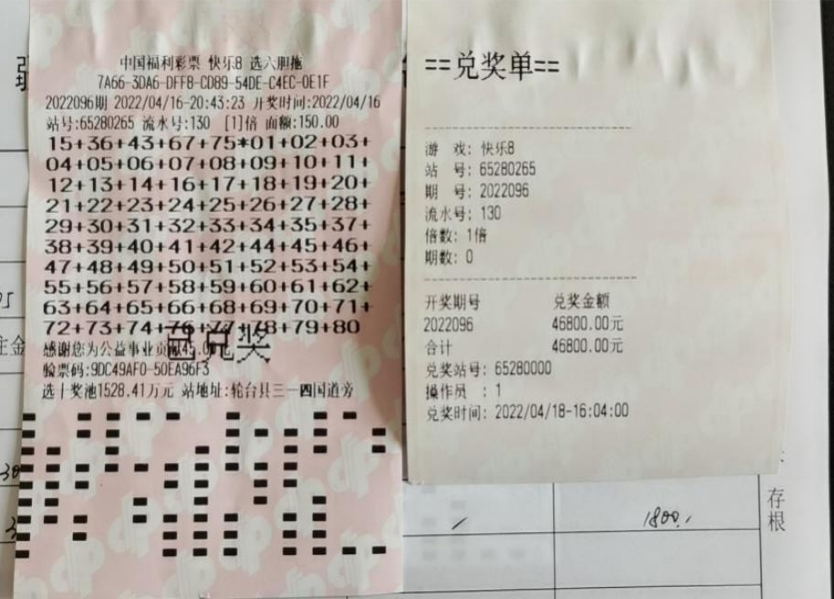 中国福利彩票 快乐8 选六胆拖
7A66-3DA6-DFF8-CD89-54DE-C4EC-0E1F
2022096期 2022/04/16-20:43:23 开奖时间:2022/04/16
站号:65280265 流水号:130 [1]倍 面额:150.00
15+36+43+67+75*01+02+03+
04+05+06+07+08+09+10+11+
12+13+14+16+17+18+19+20+
21+22+23+24+25+26+27+28+
29+30+31+32+33+34+35+37+
38+39+40+41+42+44+45+46+
47+48+49+50+51+52+53+54+
55+56+57+58+59+60+61+62+
63+64+65+66+68+69+70+71+
72+73+74+76+77+78+79+80
已兑奖
感谢您为公益事业贡献45.00元
验票码:9DC49AF0-50EA96F3
选十奖池1528.41万元 站地址:轮台县三一四国道旁
==兑奖单==
游 戏: 快乐8
站 号: 65280265
期 号: 2022096
流水号: 130
倍数: 1倍
期数: 0
开奖期号 兑奖金额
2022096 46800.00元
合计 46800.00元
兑奖站号: 65280000
操作员 : 1
兑奖时间: 2022/04/18-16:04:00
存根
1800.